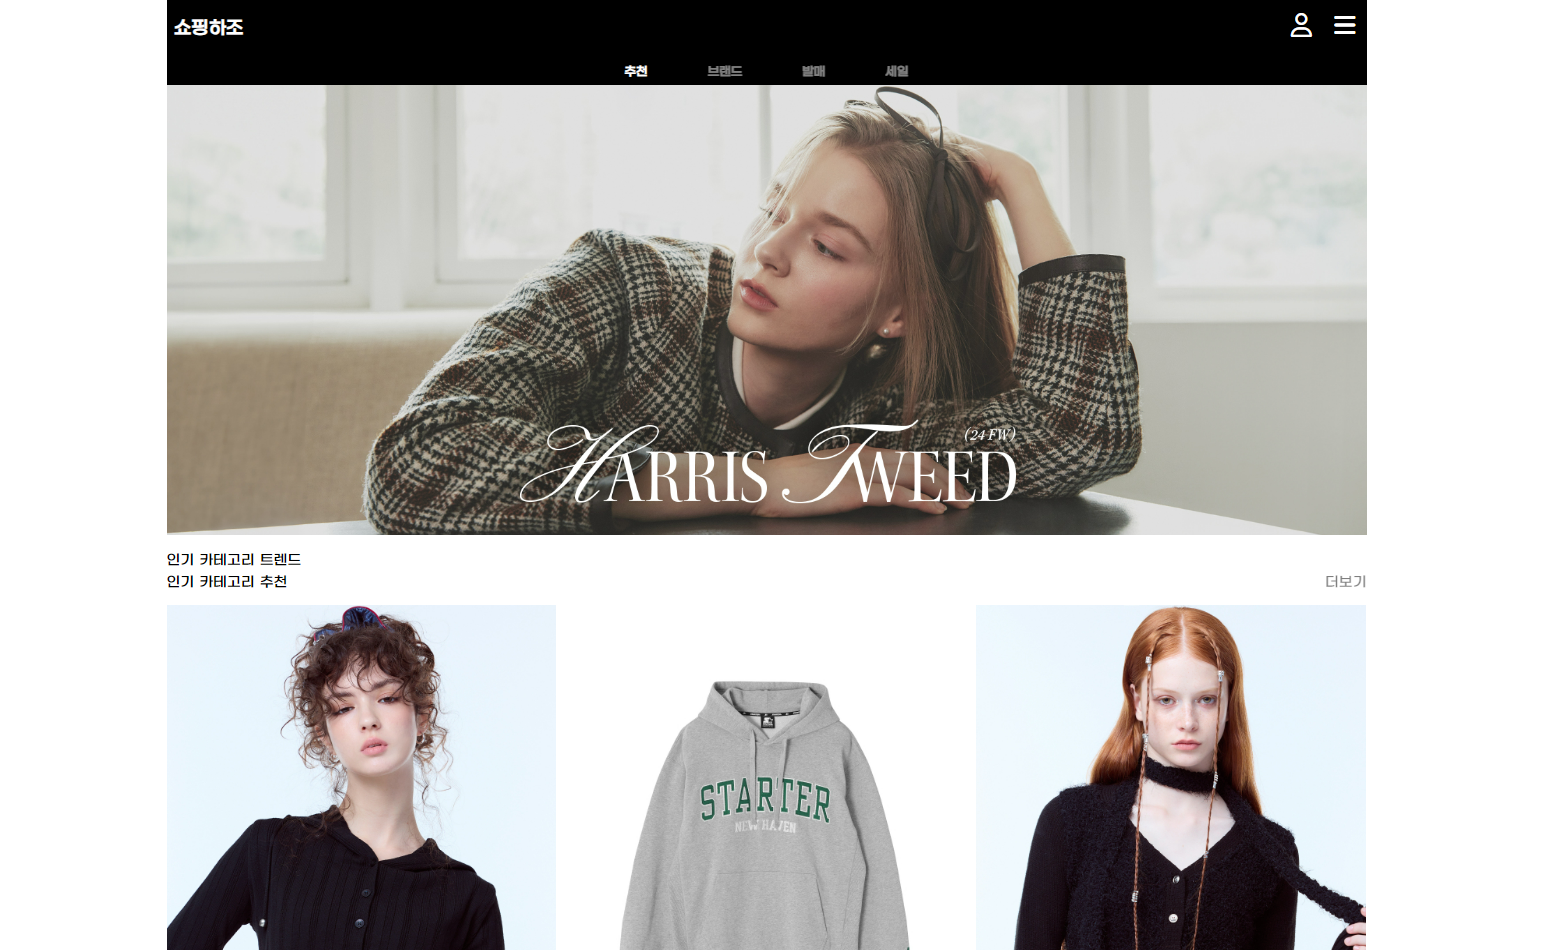 쇼핑하조
추천 브랜드 발매 세일
(24 FW)
HARRIS TWEED
인기 카테고리 트렌드
인기 카테고리 추천 더보기
STARTER
NEW HAVEN